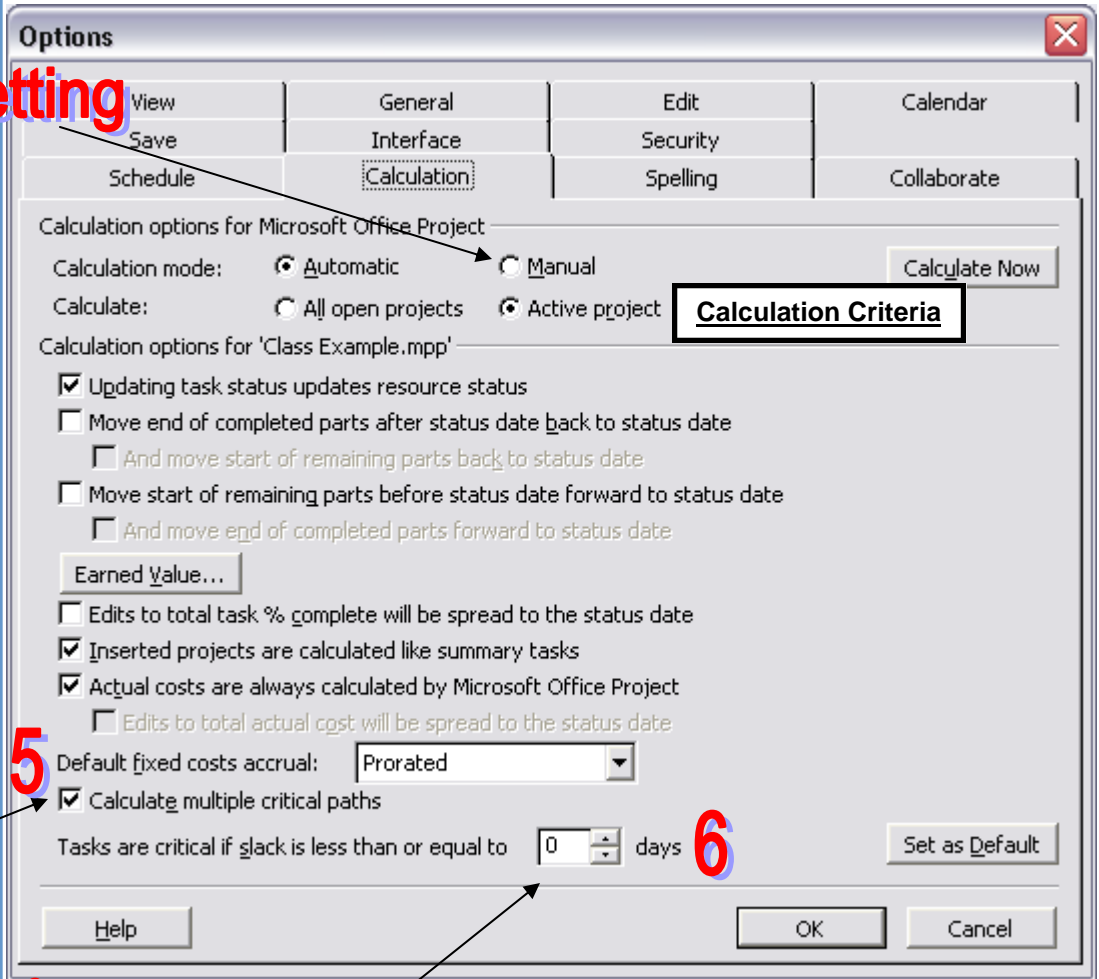 Options
etting
View General Edit Calendar
Save Interface Security
Schedule Calculation Spelling Collaborate
Calculation options for Microsoft Office Project
Calculation mode: Automatic Manual Calculate Now
Calculate: All open projects Active project Calculation Criteria
Calculation options for 'Class Example.mpp'
Updating task status updates resource status
Move end of completed parts after status date back to status date
And move start of remaining parts back to status date
Move start of remaining parts before status date forward to status date
And move end of completed parts forward to status date
Earned Value...
Edits to total task % complete will be spread to the status date
Inserted projects are calculated like summary tasks
Actual costs are always calculated by Microsoft Office Project
Edits to total actual cost will be spread to the status date
5 Default fixed costs accrual: Prorated
Calculate multiple critical paths
Tasks are critical if slack is less than or equal to 0 days 6 Set as Default
Help OK Cancel